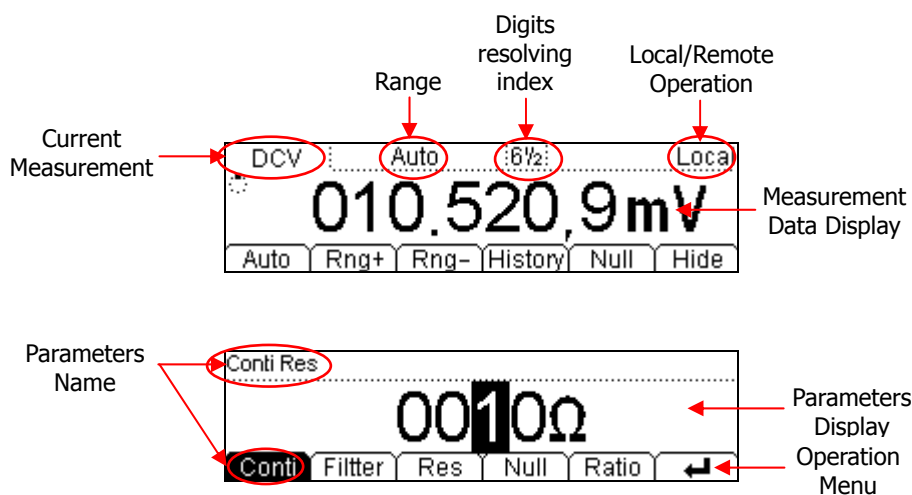 Digits
resolving
index
Local/Remote
Operation
Range
Current
Measurement
DCV Auto 6½ Local
010.520,9 mV
Measurement
Data Display
Auto Rng+ Rng- History Null Hide
Parameters
Name
Conti Res
0010Ω
Parameters
Display
Conti Filtter Res Null Ratio ↵
Operation
Menu